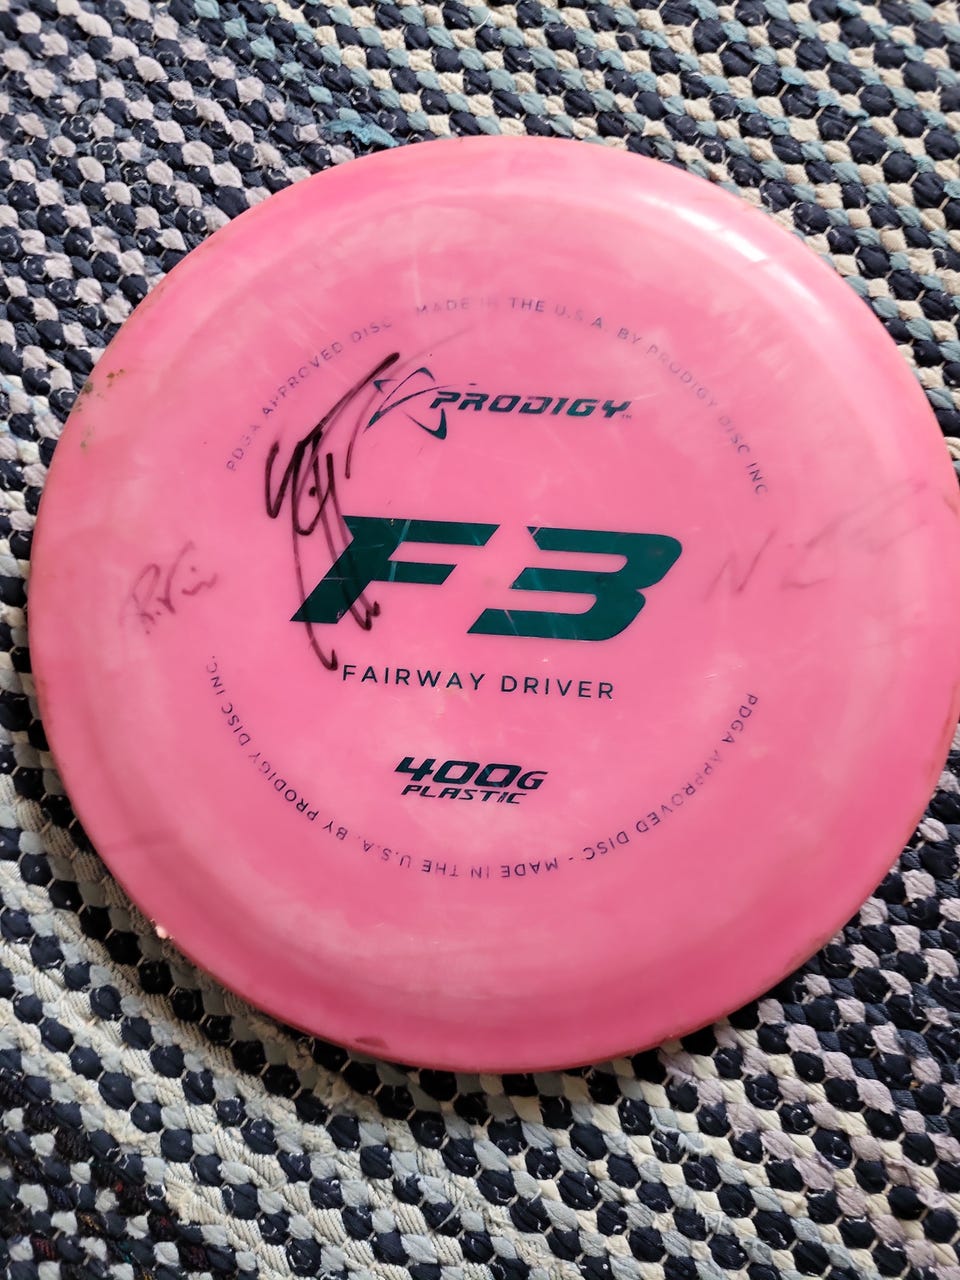 PDGA APPROVED DISC MADE IN THE U.S.A. BY PRODIGY DISC INC
PRODIGY™
F3
FAIRWAY DRIVER
400G
PLASTIC
PDGA APPROVED DISC - MADE IN THE U.S.A. BY PRODIGY DISC INC.